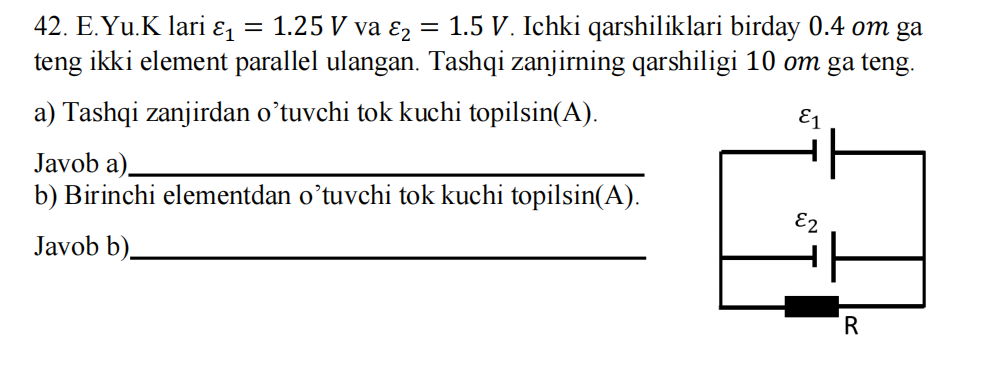 42. E.Yu.K lari ε₁ = 1.25 V va ε₂ = 1.5 V. Ichki qarshiliklari birday 0.4 om ga
teng ikki element parallel ulangan. Tashqi zanjirning qarshiligi 10 om ga teng.
a) Tashqi zanjirdan o’tuvchi tok kuchi topilsin(A).
ε₁
Javob a)
b) Birinchi elementdan o’tuvchi tok kuchi topilsin(A).
ε₂
Javob b)
R